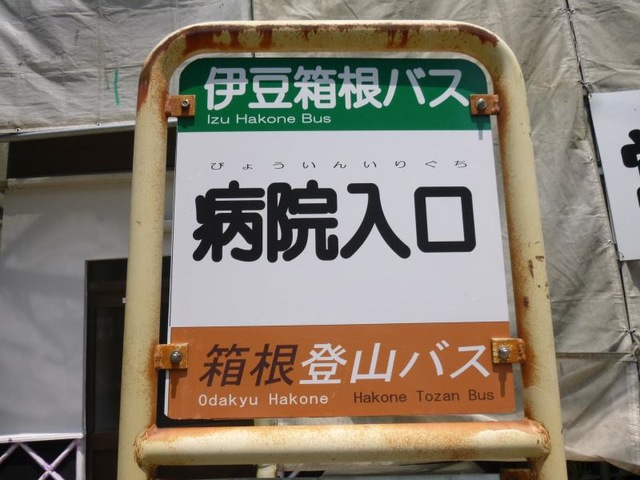 伊豆箱根バス
Izu Hakone Bus
びょういんいりぐち
病院入口
箱根登山バス
Odakyu Hakone Hakone Tozan Bus